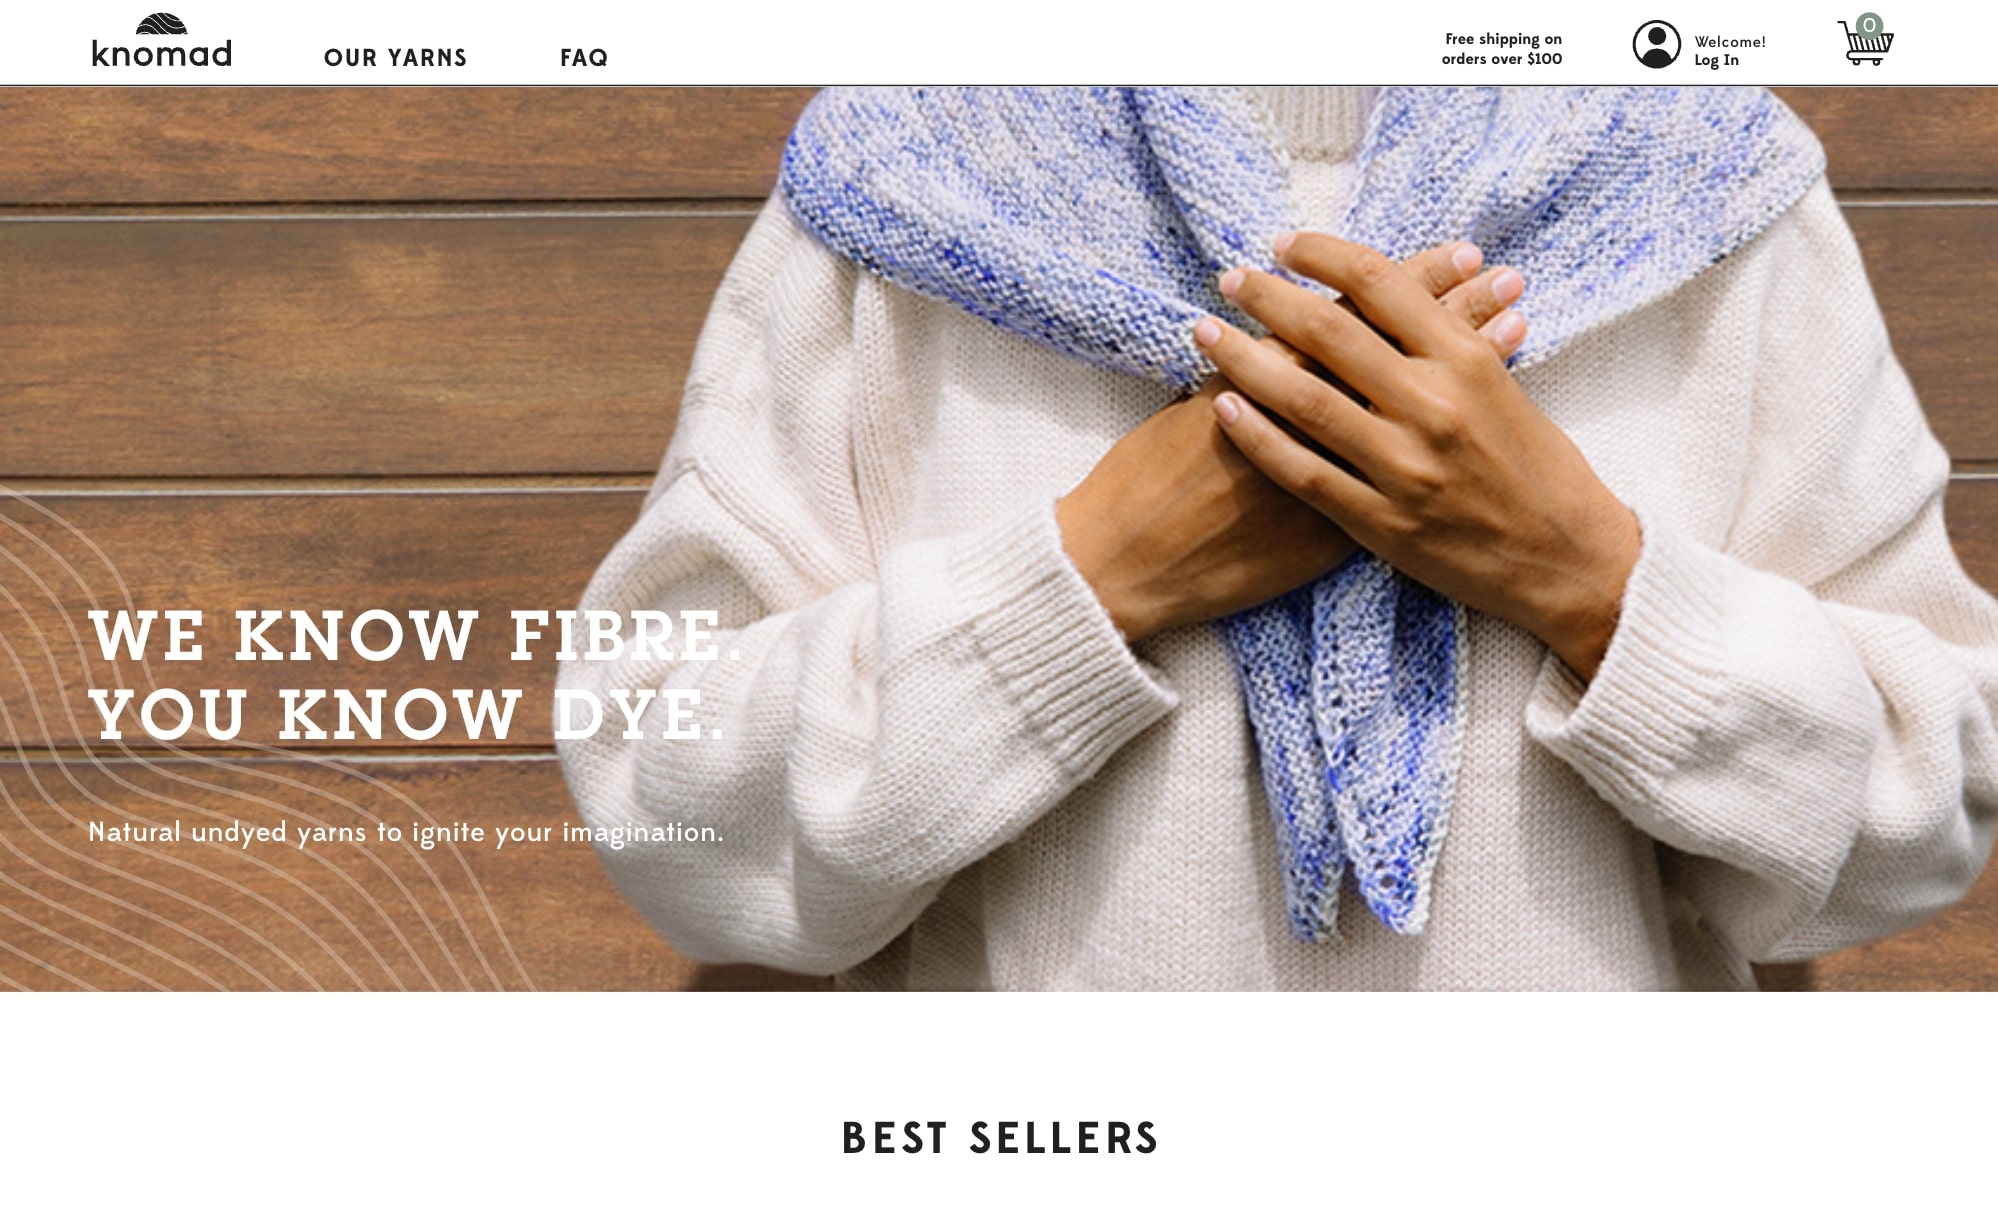 knomad
OUR YARNS
FAQ
Free shipping on
orders over $100
Welcome!
Log In
0
WE KNOW FIBRE.
YOU KNOW DYE.
Natural undyed yarns to ignite your imagination.
BEST SELLERS